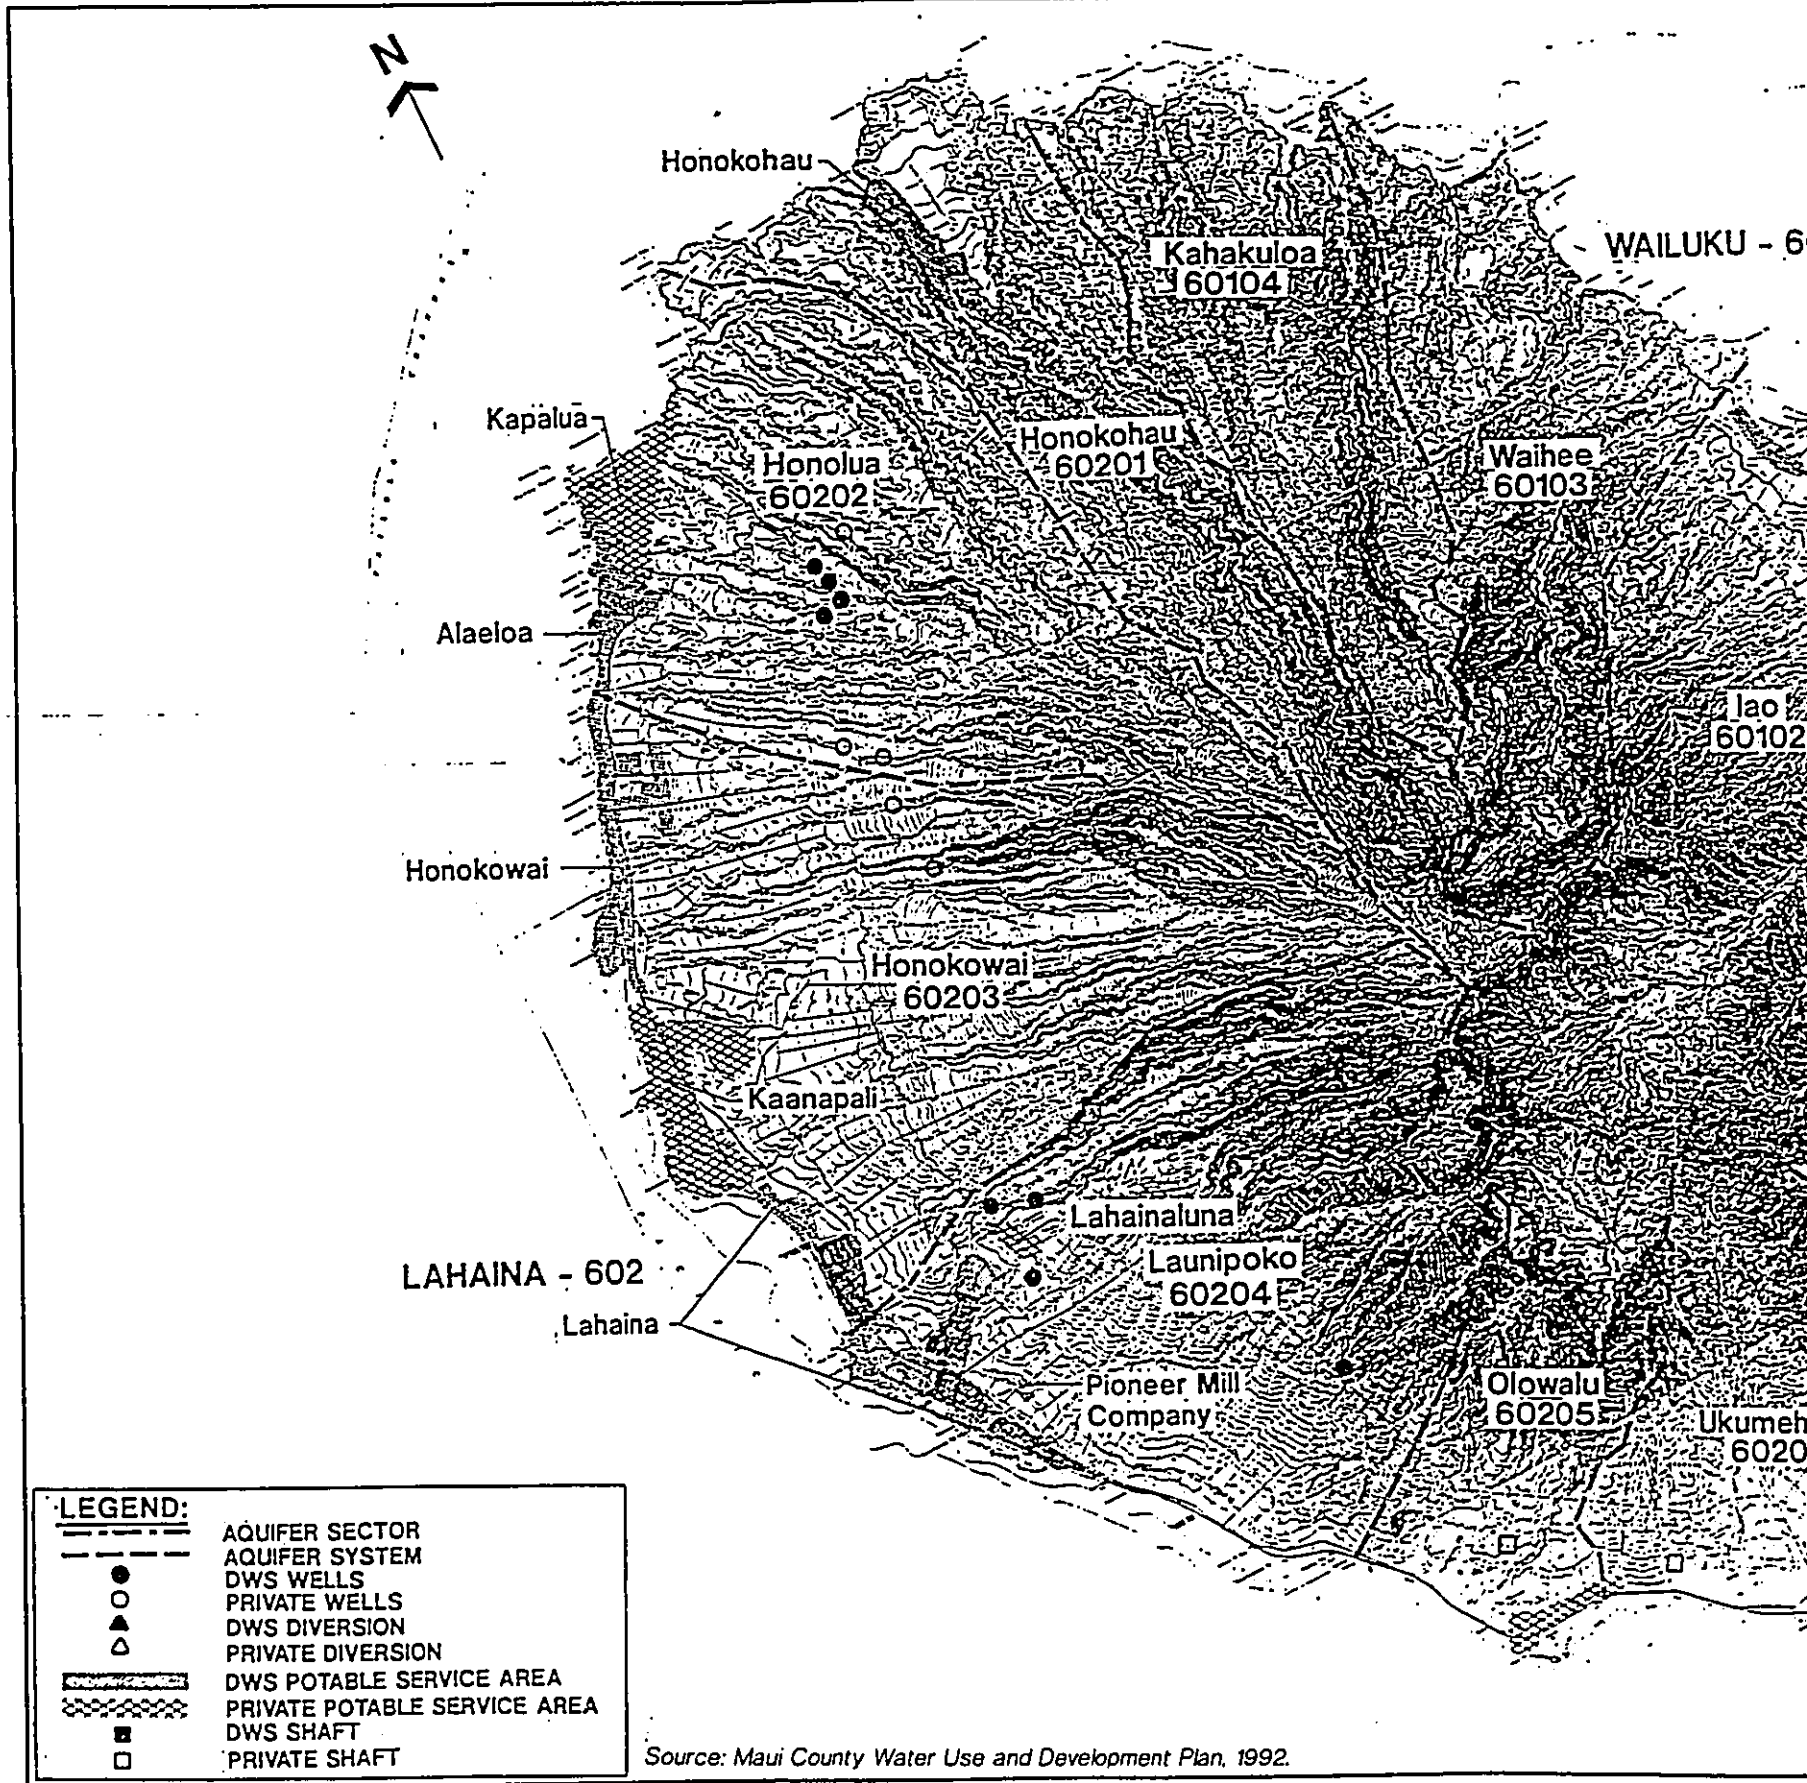 N
Honokohau
Kahakuloa
60104
WAILUKU - 6
Kapalua
Honolua
60202
Honokohau
60201
Waihee
60103
Alaeloa
Iao
60102
Honokowai
Honokowai
60203
Kaanapali
Lahainaluna
LAHAINA - 602
Launipoko
60204
Lahaina
Pioneer Mill
Company
Olowalu
60205
Ukumeh
6020
LEGEND:
AQUIFER SECTOR
AQUIFER SYSTEM
DWS WELLS
PRIVATE WELLS
DWS DIVERSION
PRIVATE DIVERSION
DWS POTABLE SERVICE AREA
PRIVATE POTABLE SERVICE AREA
DWS SHAFT
PRIVATE SHAFT
Source: Maui County Water Use and Development Plan, 1992.